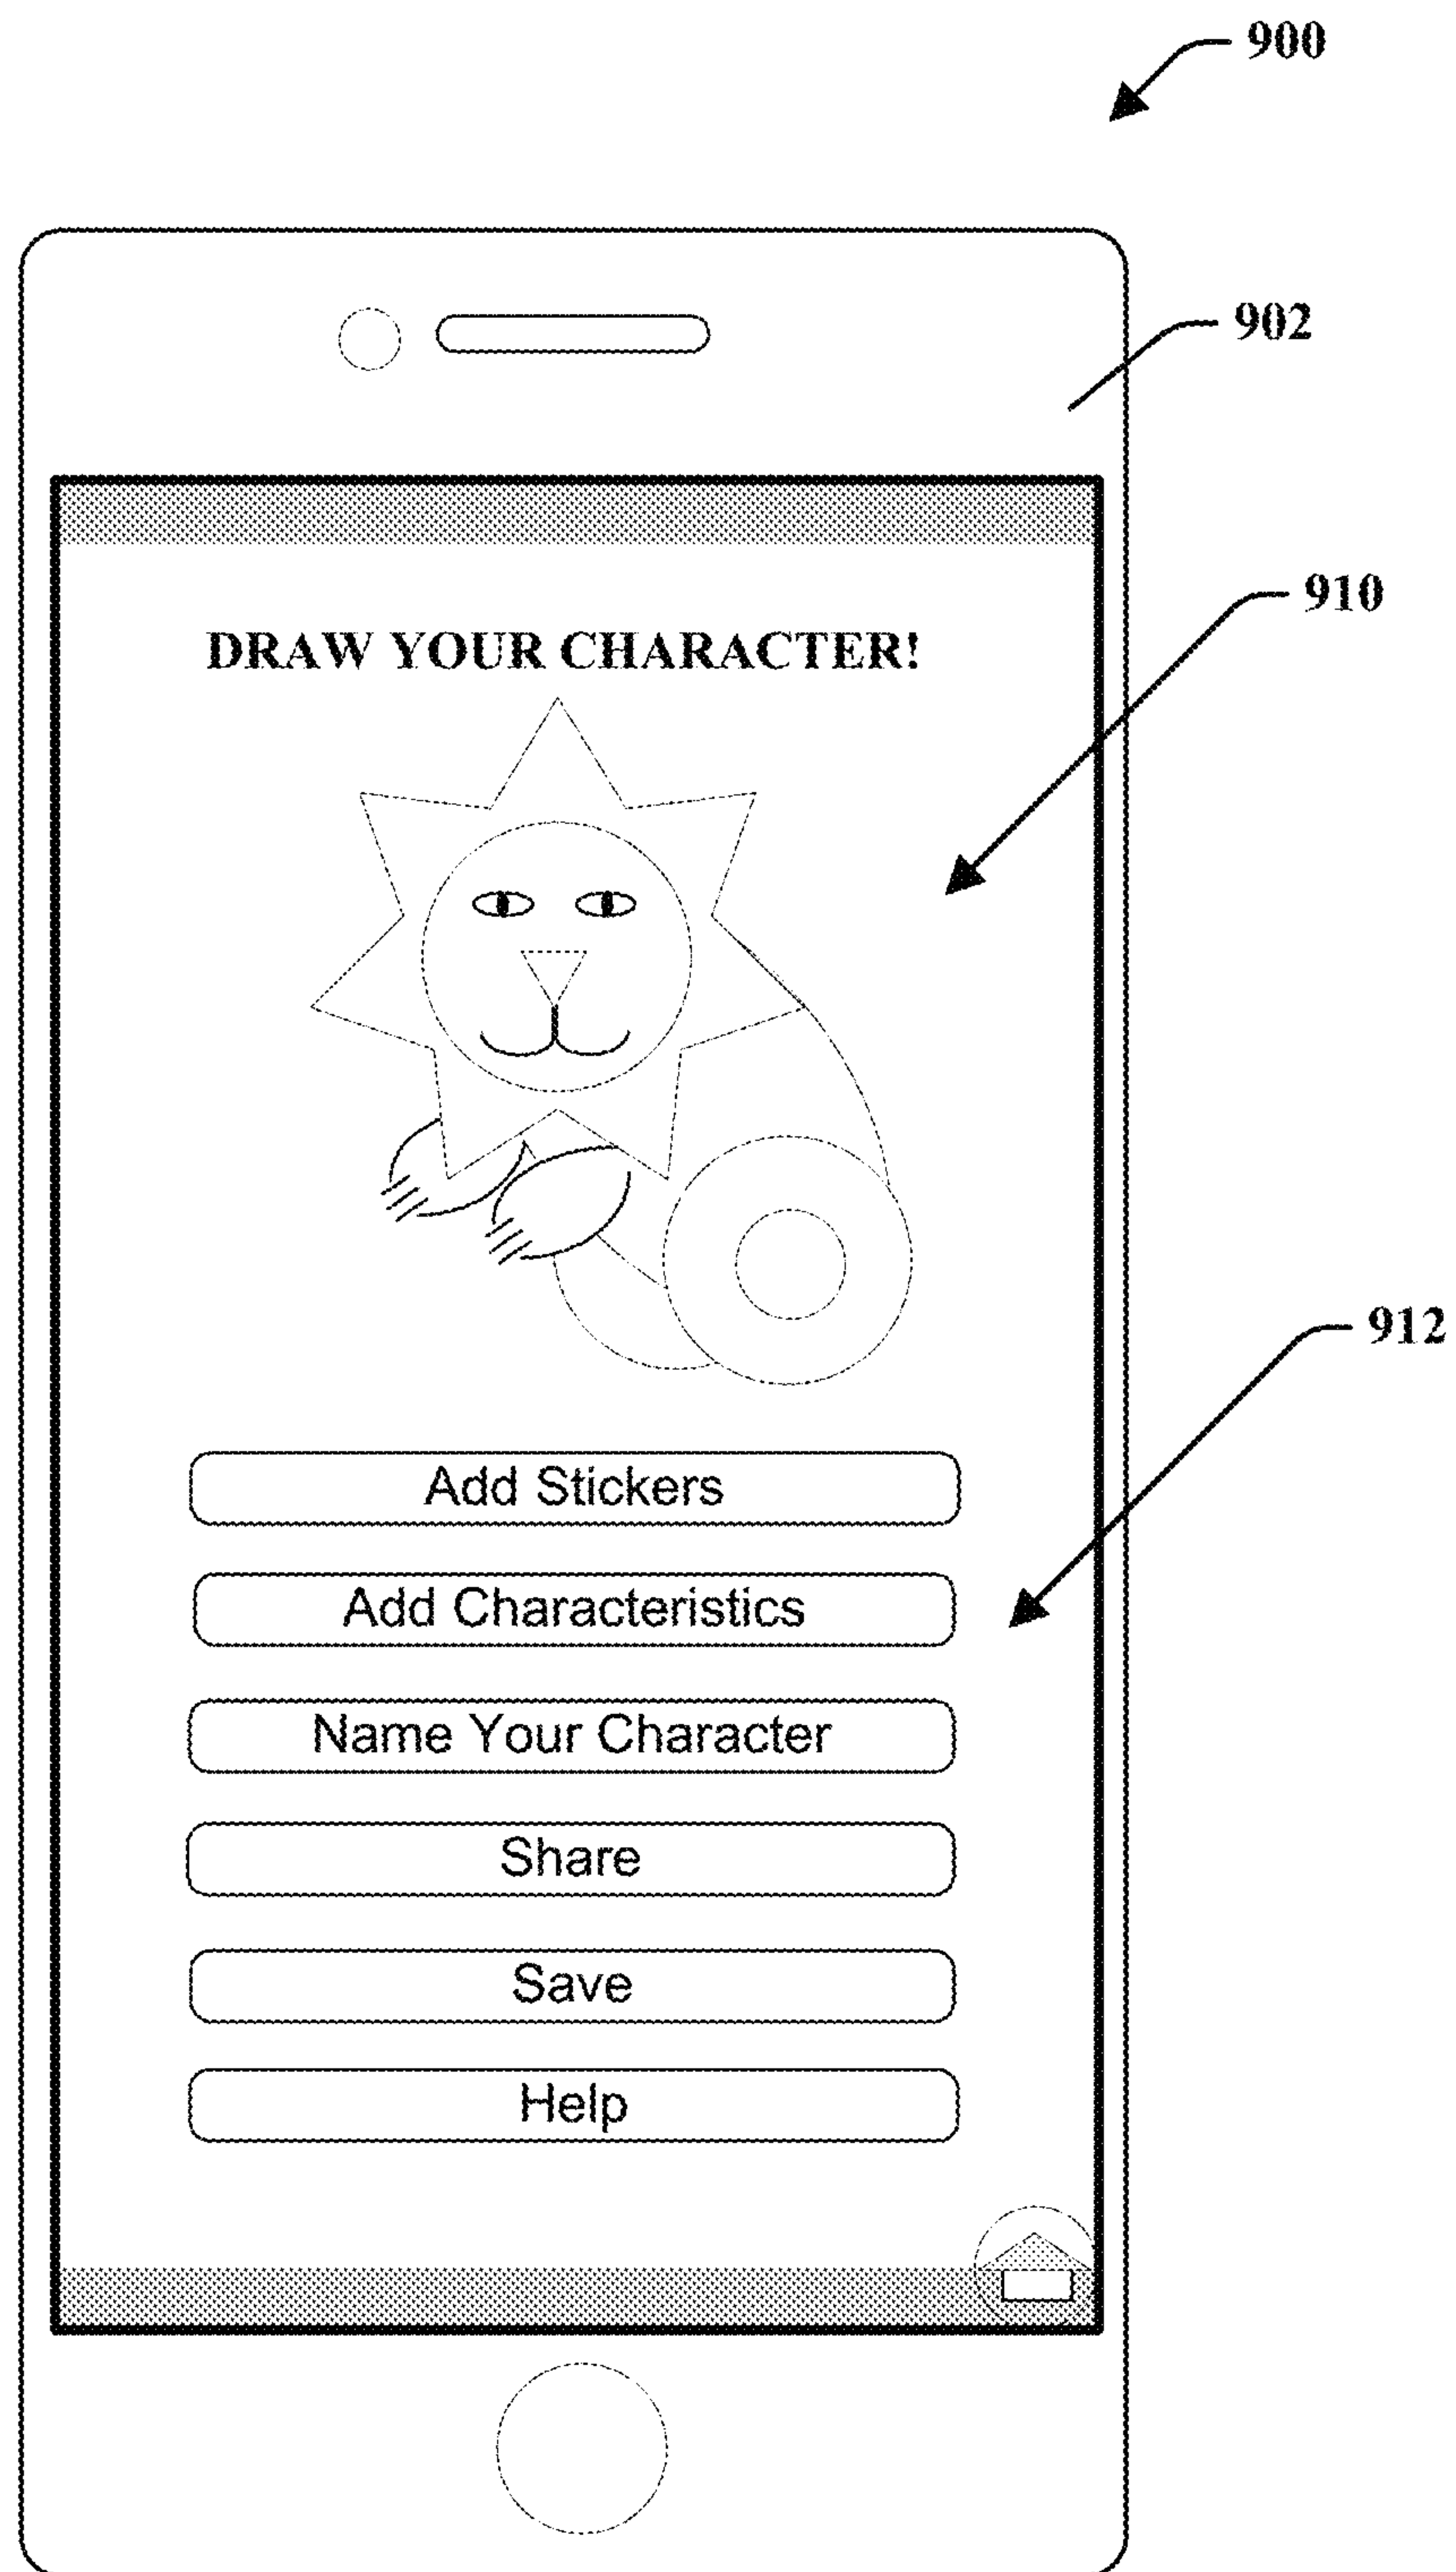 900
902
910
DRAW YOUR CHARACTER!
912
Add Stickers
Add Characteristics
Name Your Character
Share
Save
Help